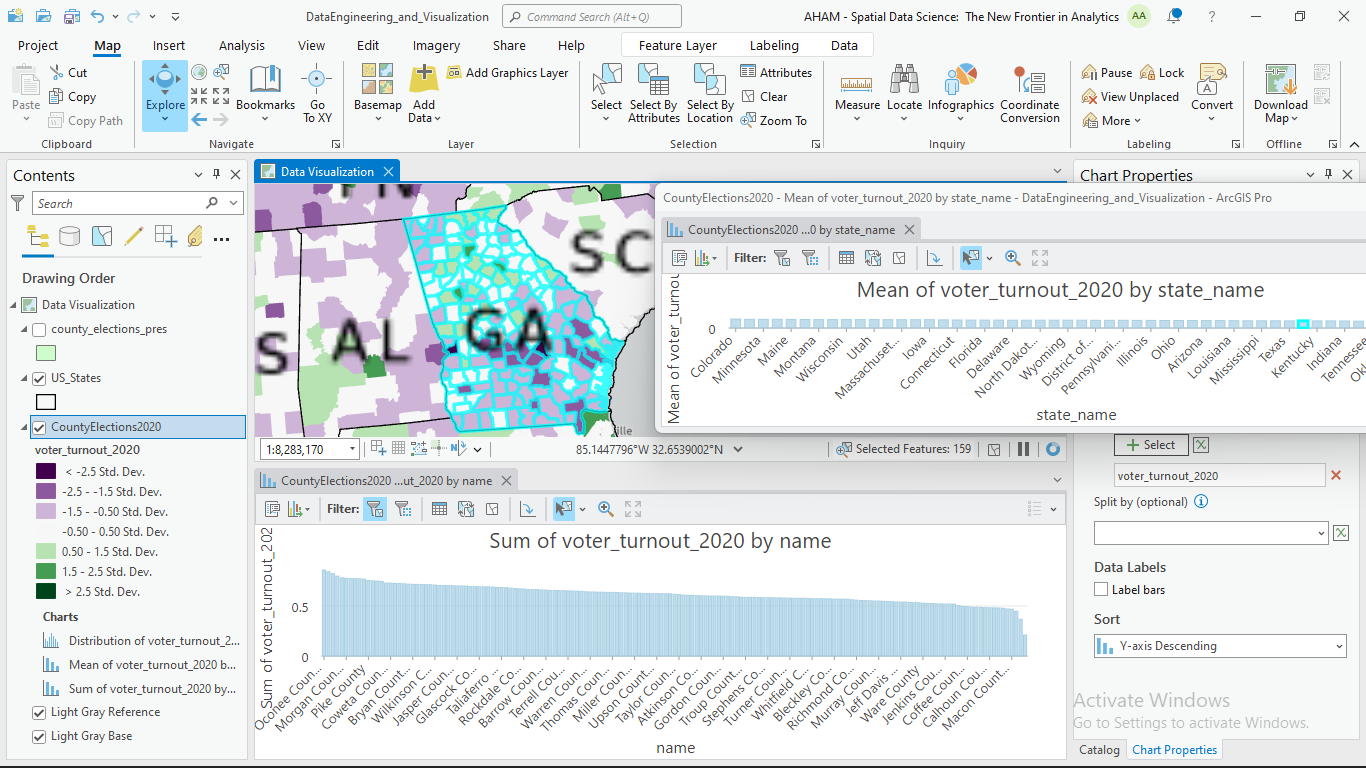 DataEngineering_and_Visualization
Command Search (Alt+Q)
AHAM - Spatial Data Science: The New Frontier in Analytics
AA
?
Project
Map
Insert
Analysis
View
Edit
Imagery
Share
Help
Feature Layer
Labeling
Data
Paste
Cut
Copy
Copy Path
Clipboard
Explore
Bookmarks
Go
To XY
Navigate
Basemap
Add
Data
Add Graphics Layer
Layer
Select
Select By
Attributes
Select By
Location
Attributes
Clear
Zoom To
Selection
Measure
Locate
Infographics
Coordinate
Conversion
Inquiry
Pause
Lock
View Unplaced
More
Convert
Labeling
Download
Map
Offline
Contents
Search
Drawing Order
Data Visualization
county_elections_pres
US_States
CountyElections2020
voter_turnout_2020
< -2.5 Std. Dev.
-2.5 - -1.5 Std. Dev.
-1.5 - -0.50 Std. Dev.
-0.50 - 0.50 Std. Dev.
0.50 - 1.5 Std. Dev.
1.5 - 2.5 Std. Dev.
> 2.5 Std. Dev.
Charts
Distribution of voter_turnout_2...
Mean of voter_turnout_2020 b...
Sum of voter_turnout_2020 by...
Light Gray Reference
Light Gray Base
Data Visualization
SC
S
AL
GA
ville
1:8,283,170
85.1447796°W 32.6539002°N
Selected Features: 159
CountyElections2020 - Mean of voter_turnout_2020 by state_name - DataEngineering_and_Visualization - ArcGIS Pro
CountyElections2020 ...0 by state_name
Filter:
Mean of voter_turnout_2020 by state_name
Mean of voter_turnou
0
Colorado
Minnesota
Maine
Montana
Wisconsin
Utah
Massachuset...
Iowa
Connecticut
Florida
Delaware
North Dakot...
Wyoming
District of...
Pennsylvani...
Illinois
Ohio
Arizona
Louisiana
Mississippi
Texas
Kentucky
Indiana
Tennessee
Okl
state_name
CountyElections2020 ...ut_2020 by name
Filter:
Sum of voter_turnout_2020 by name
Sum of voter_turnout_202
0.5
0
Oconee Coun...
Morgan Coun...
Pike County
Coweta Coun...
Bryan Count...
Wilkinson C...
Jasper Coun...
Glascock Co...
Taliaferro ...
Rockdale Co...
Barrow Coun...
Terrell Cou...
Warren Coun...
Thomas Coun...
Miller Coun...
Upson Count...
Taylor Coun...
Atkinson Co...
Gordon Coun...
Troup Count...
Stephens Co...
Turner Coun...
Whitfield C...
Bleckley Co...
Richmond Co...
Murray Coun...
Jeff Davis ...
Ware County
Jenkins Cou...
Coffee Coun...
Calhoun Cou...
Macon Count...
name
Chart Properties
Select
voter_turnout_2020
Split by (optional)
Data Labels
Label bars
Sort
Y-axis Descending
Activate Windows
Go to Settings to activate Windows.
Catalog
Chart Properties